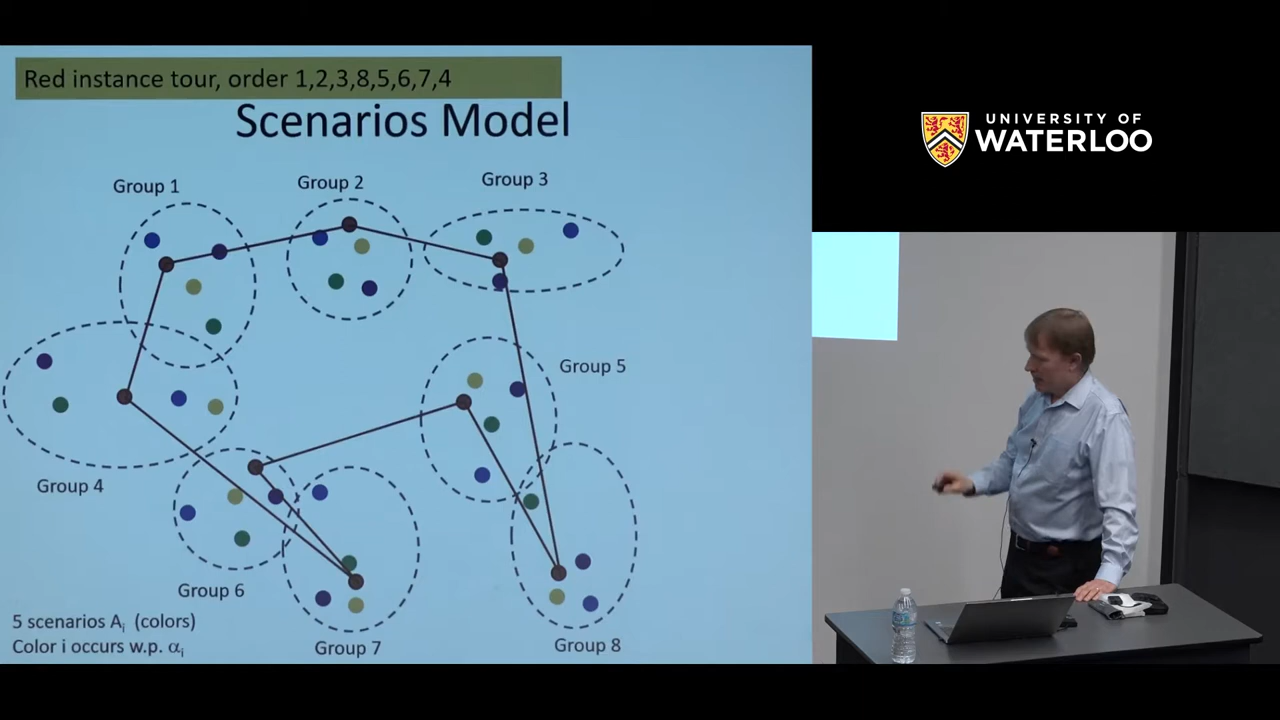 Red instance tour, order 1,2,3,8,5,6,7,4
Scenarios Model
Group 1
Group 2
Group 3
Group 5
Group 4
Group 6
Group 7
Group 8
5 scenarios Aᵢ (colors)
Color i occurs w.p. αᵢ
UNIVERSITY OF
WATERLOO